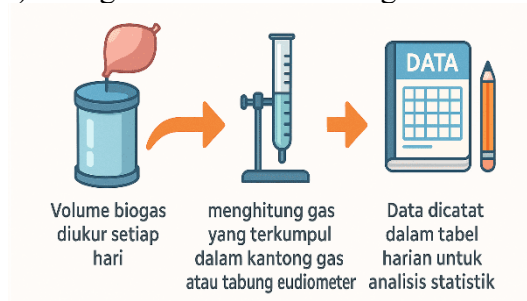 DATA
Volume biogas
diukur setiap
hari
menghitung gas
yang terkumpul
dalam kantong gas
atau tabung eudiometer
Data dicatat
dalam tabel
harian untuk
analisis statistik